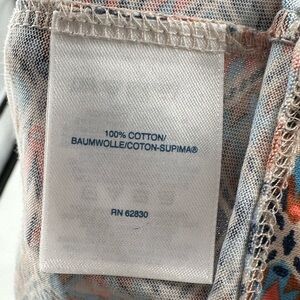 100% COTTON/
BAUMWOLLE/COTON-SUPIMA®
RN 62830